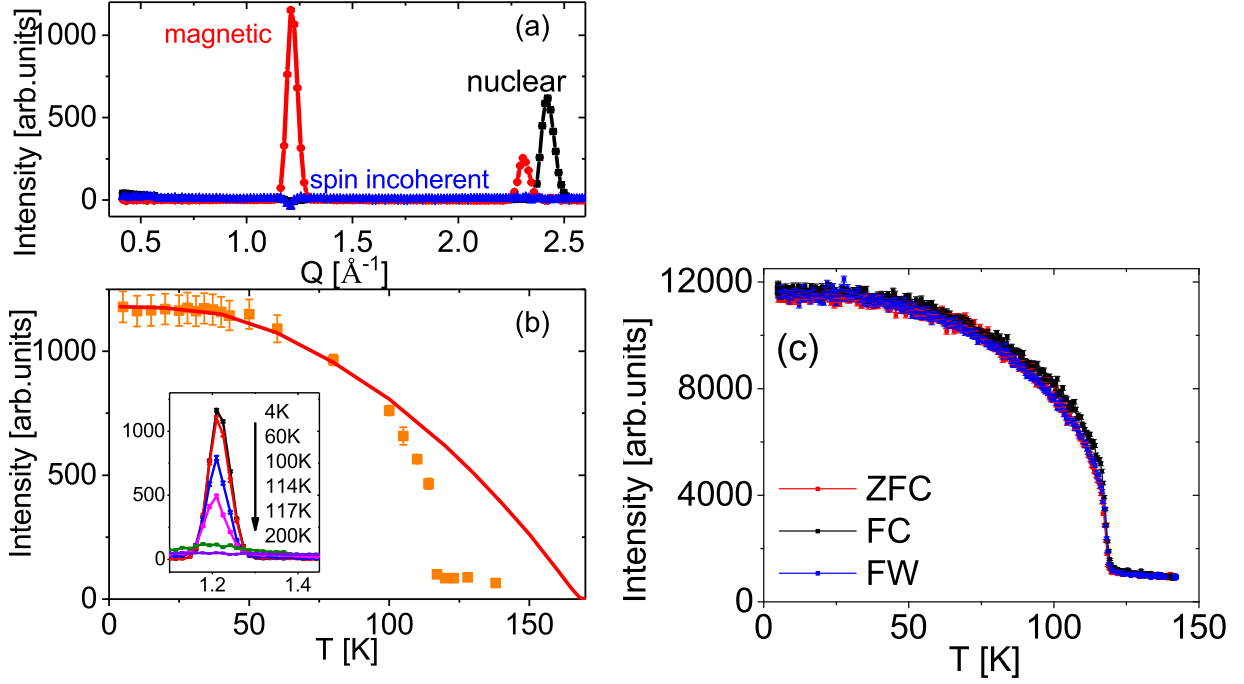 (a)
magnetic
nuclear
spin incoherent
Intensity [arb.units]
1000
500
0
0.5 1.0 1.5 2.0 2.5
Q [Å⁻¹]
(b)
Intensity [arb.units]
1000
500
0
0 50 100 150
T [K]
1000
500
0
1.2 1.4
4K
60K
100K
114K
117K
200K
(c)
Intensity [arb.units]
12000
8000
4000
0
0 50 100 150
T [K]
ZFC
FC
FW